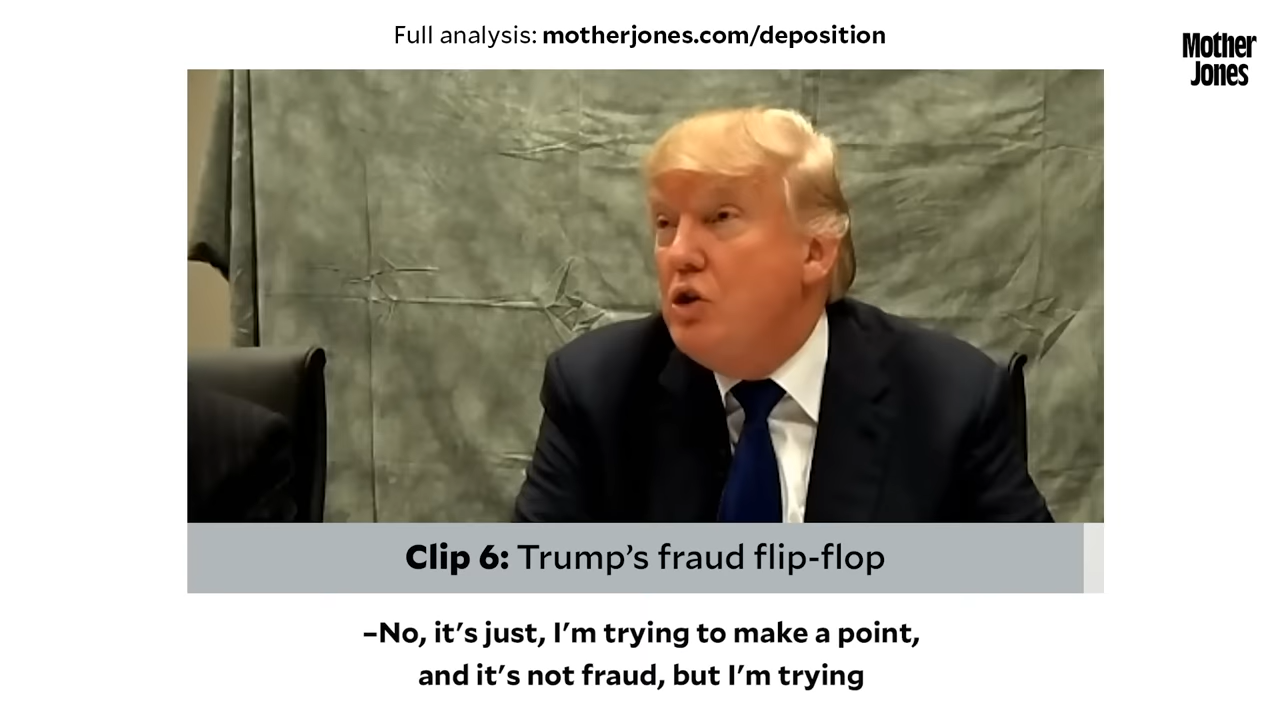 Full analysis: motherjones.com/deposition
Mother
Jones
Clip 6: Trump’s fraud flip-flop
–No, it’s just, I’m trying to make a point,
and it’s not fraud, but I’m trying